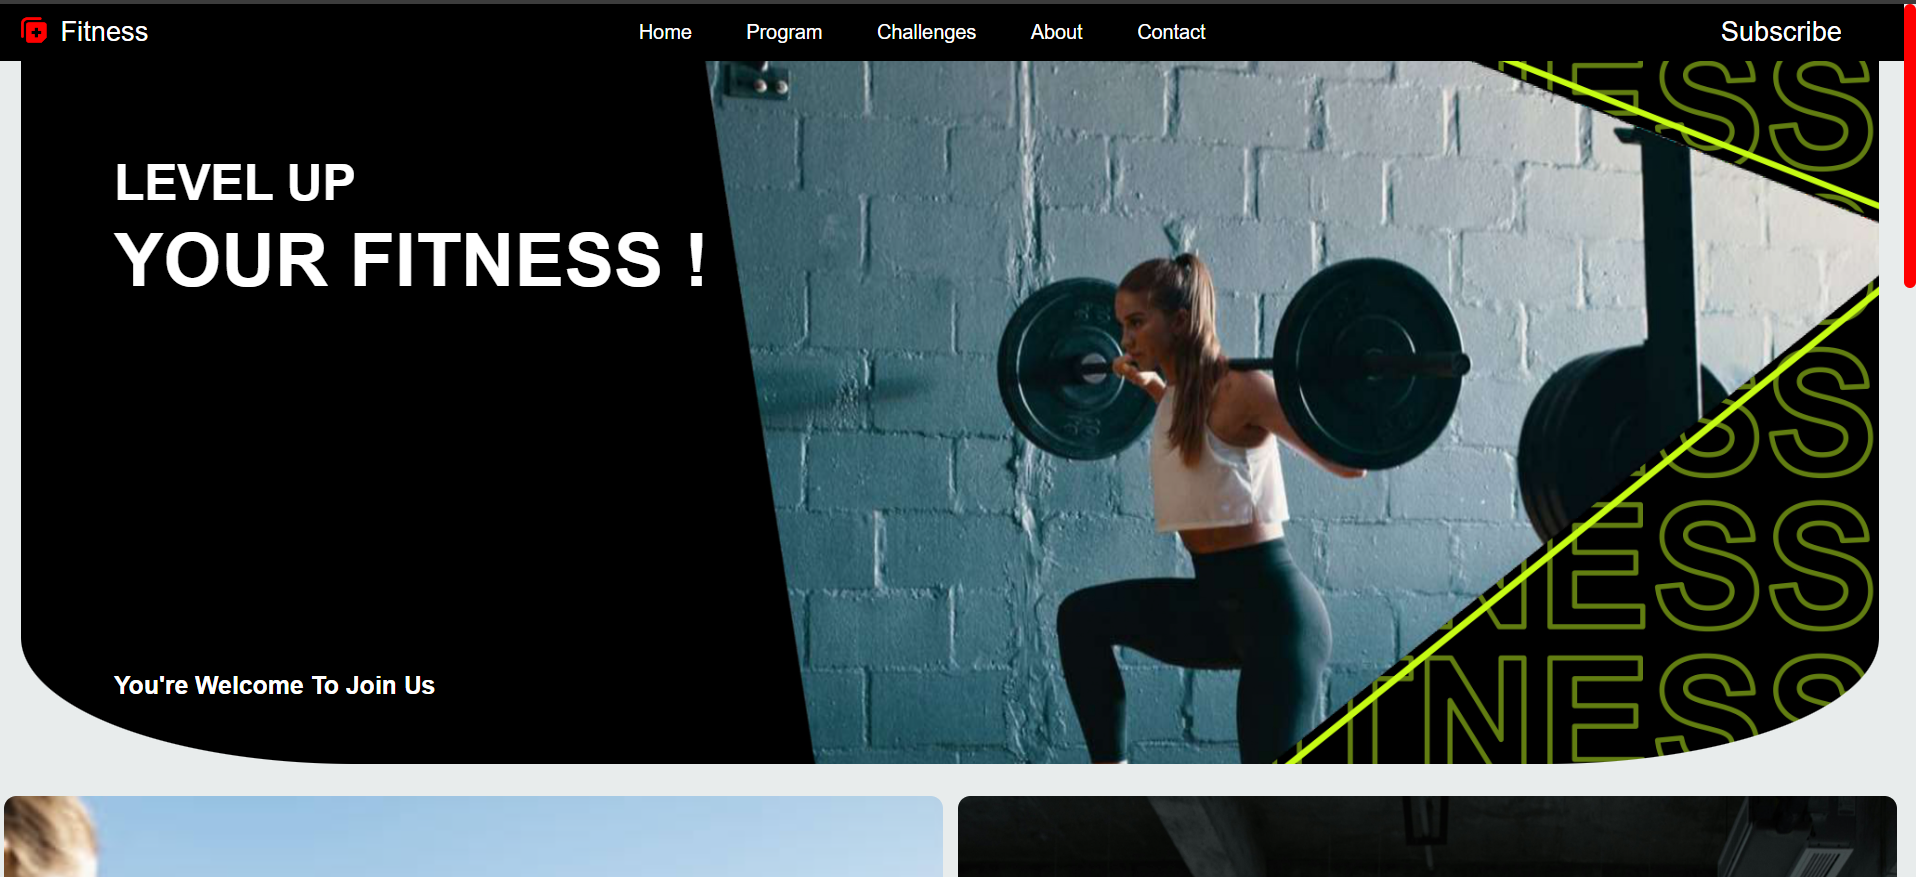 Fitness
Home Program Challenges About Contact
Subscribe
LEVEL UP
YOUR FITNESS !
You're Welcome To Join Us
ESS
ESS
NESS
TNESS